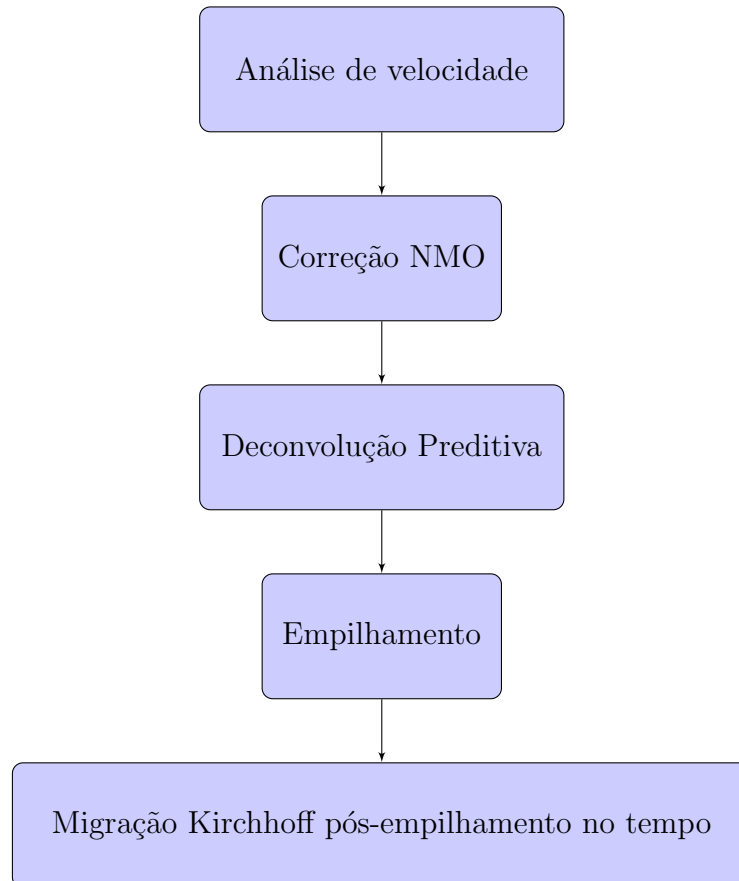 Análise de velocidade
Correção NMO
Deconvolução Preditiva
Empilhamento
Migração Kirchhoff pós-empilhamento no tempo